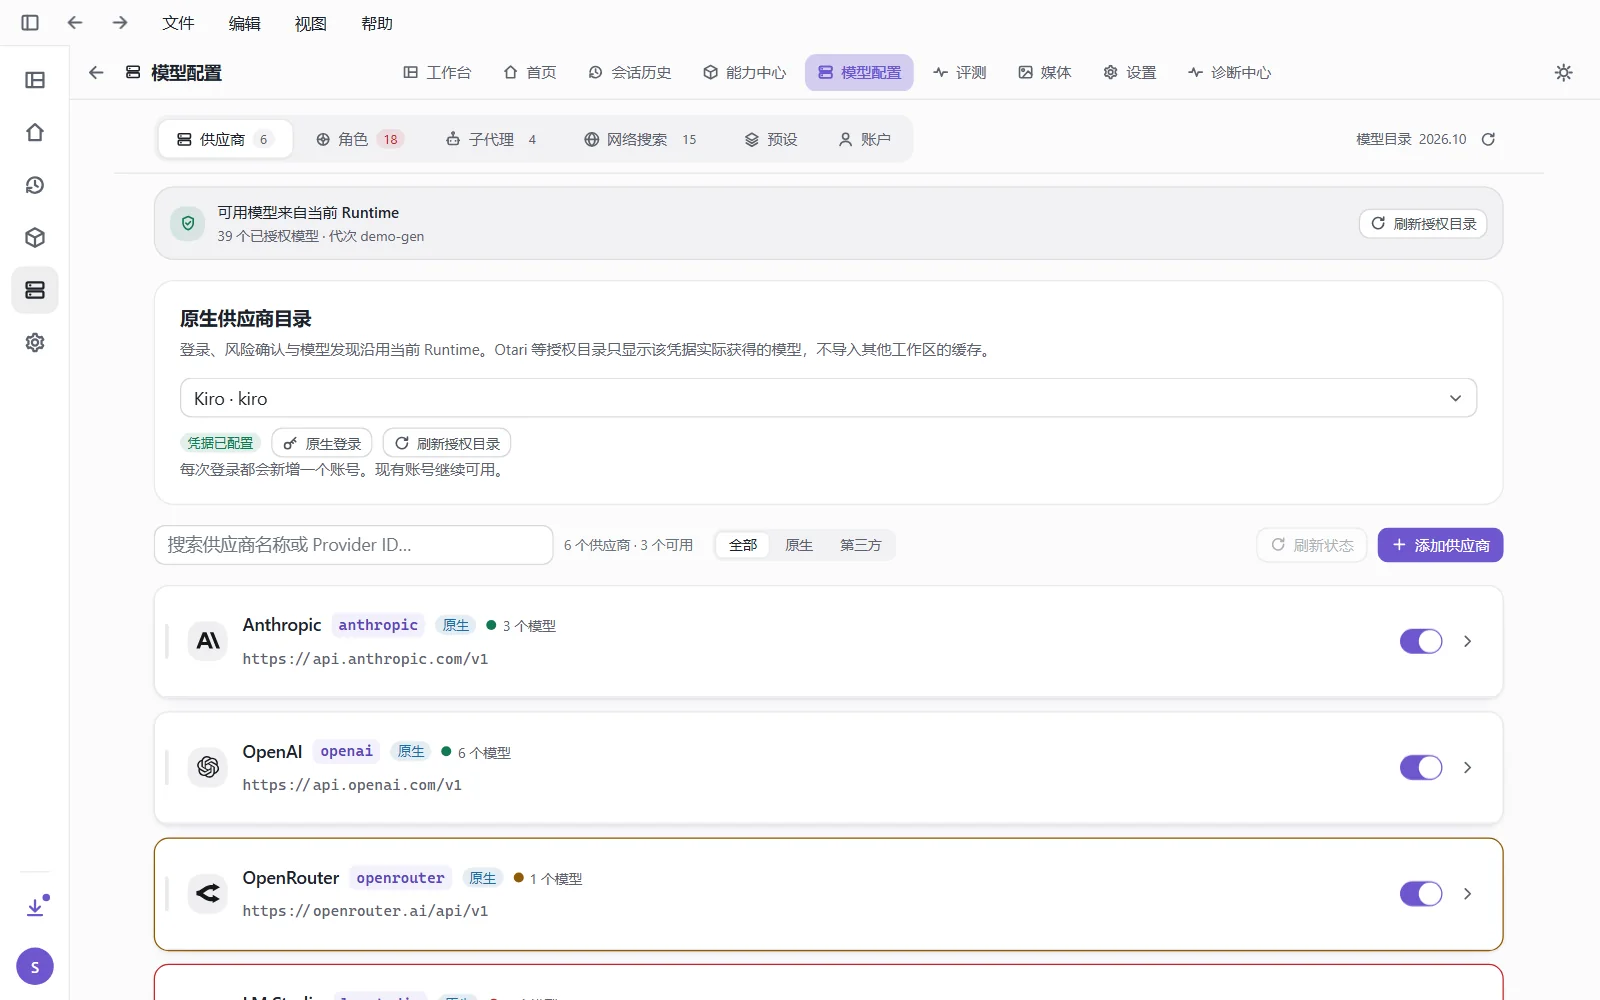 文件 编辑 视图 帮助
模型配置
工作台 首页 会话历史 能力中心 模型配置 评测 媒体 设置 诊断中心
供应商 6 角色 18 子代理 4 网络搜索 15 预设 账户
模型目录 2026.10
可用模型来自当前 Runtime
39 个已授权模型 · 代次 demo-gen
刷新授权目录
原生供应商目录
登录、风险确认与模型发现沿用当前 Runtime。Otari 等授权目录只显示该凭据实际获得的模型，不导入其他工作区的缓存。
Kiro · kiro
凭据已配置 原生登录 刷新授权目录
每次登录都会新增一个账号。现有账号继续可用。
搜索供应商名称或 Provider ID...
6 个供应商 · 3 个可用
全部 原生 第三方
刷新状态
添加供应商
Anthropic anthropic 原生 3 个模型
https://api.anthropic.com/v1
OpenAI openai 原生 6 个模型
https://api.openai.com/v1
OpenRouter openrouter 原生 1 个模型
https://openrouter.ai/api/v1
S